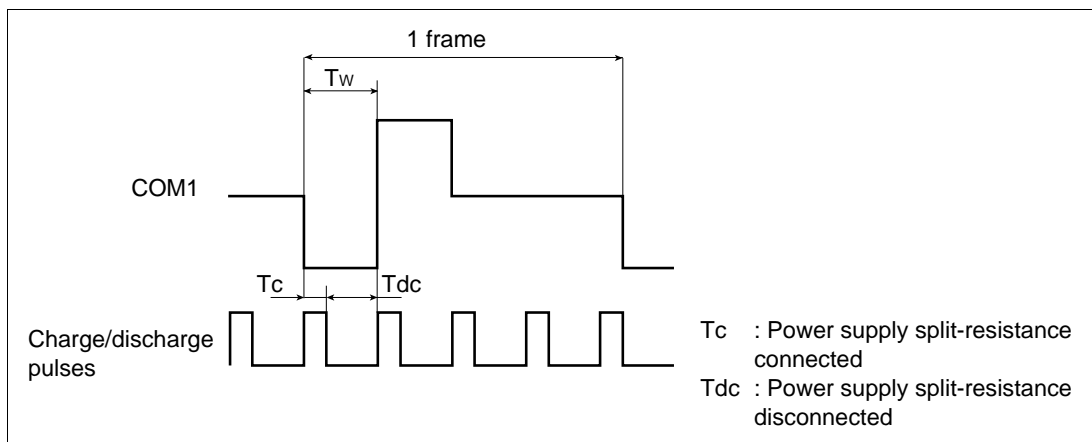 1 frame
Tw
COM1
Tc
Tdc
Charge/discharge
pulses
Tc : Power supply split-resistance
connected
Tdc : Power supply split-resistance
disconnected